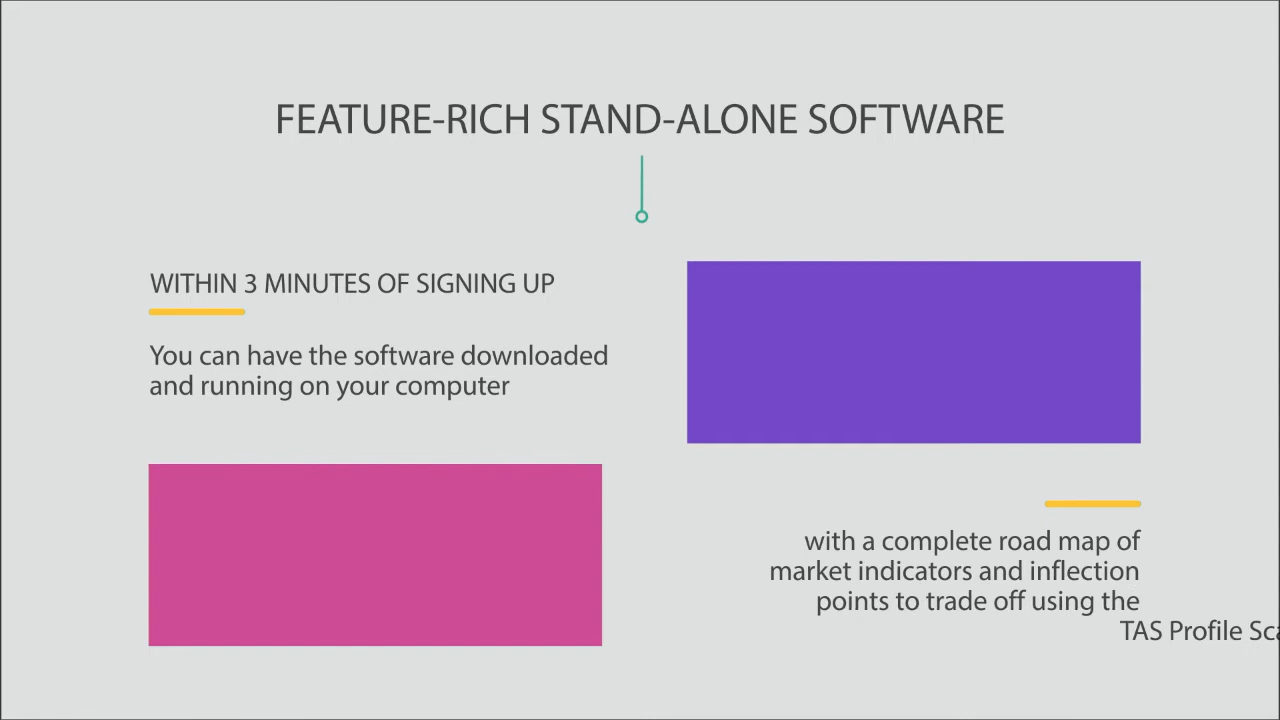 FEATURE-RICH STAND-ALONE SOFTWARE
WITHIN 3 MINUTES OF SIGNING UP
You can have the software downloaded
and running on your computer
with a complete road map of
market indicators and inflection
points to trade off using the
TAS Profile